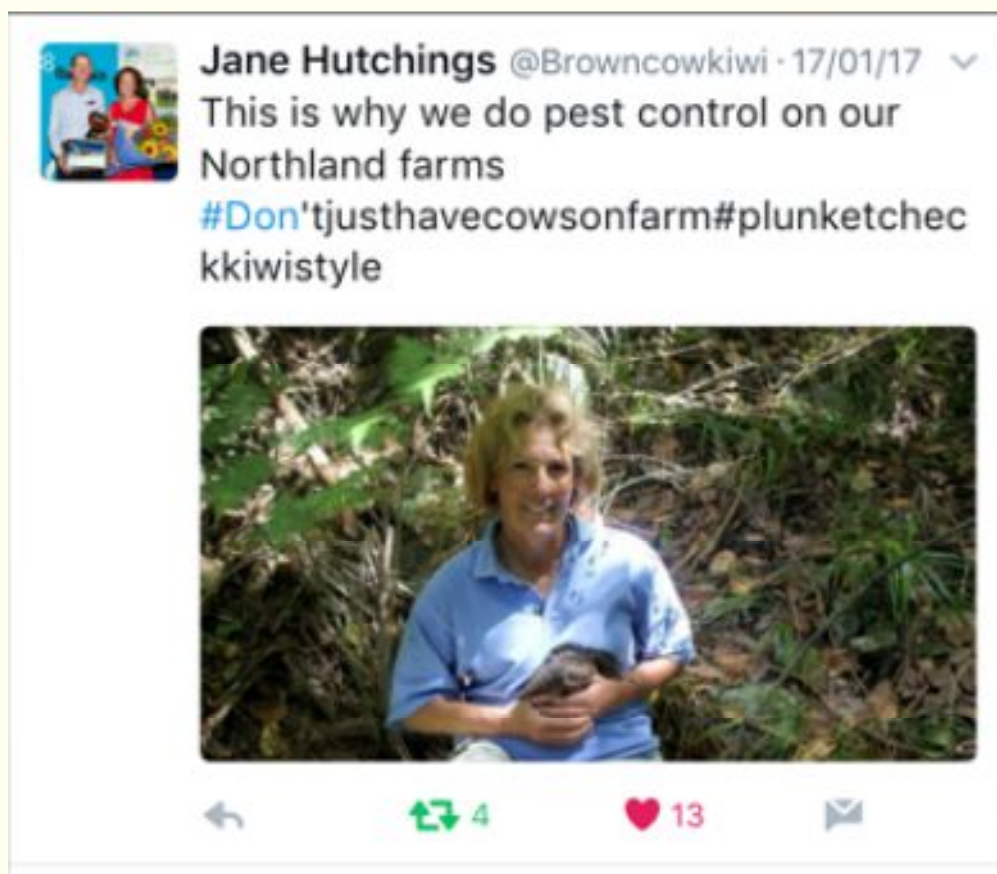 Jane Hutchings @Browncowkiwi · 17/01/17
This is why we do pest control on our
Northland farms
#Don'tjusthavecowsonfarm#plunketchec
kkiwistyle
4 13